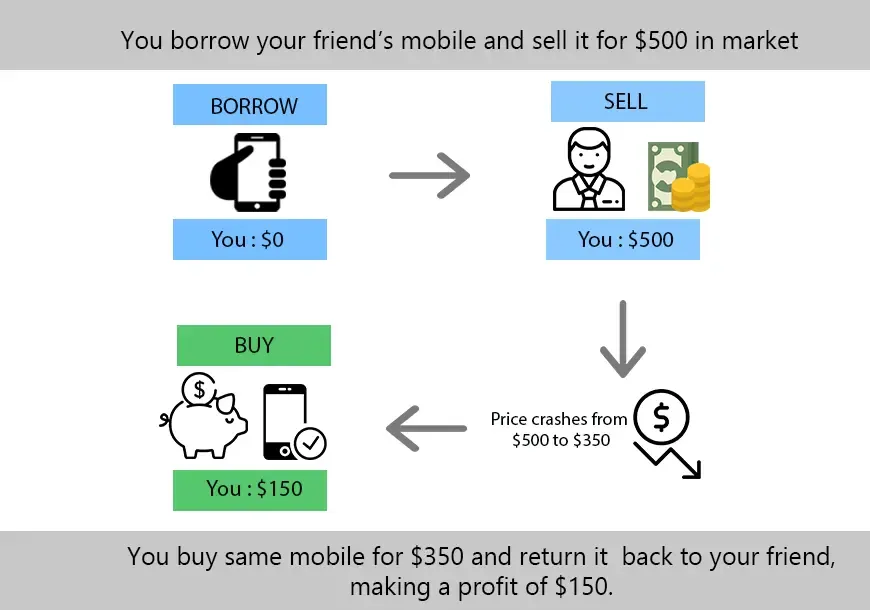 You borrow your friend’s mobile and sell it for $500 in market
BORROW
SELL
You : $0
You : $500
BUY
$
$
Price crashes from
$500 to $350
You : $150
You buy same mobile for $350 and return it  back to your friend,
making a profit of $150.